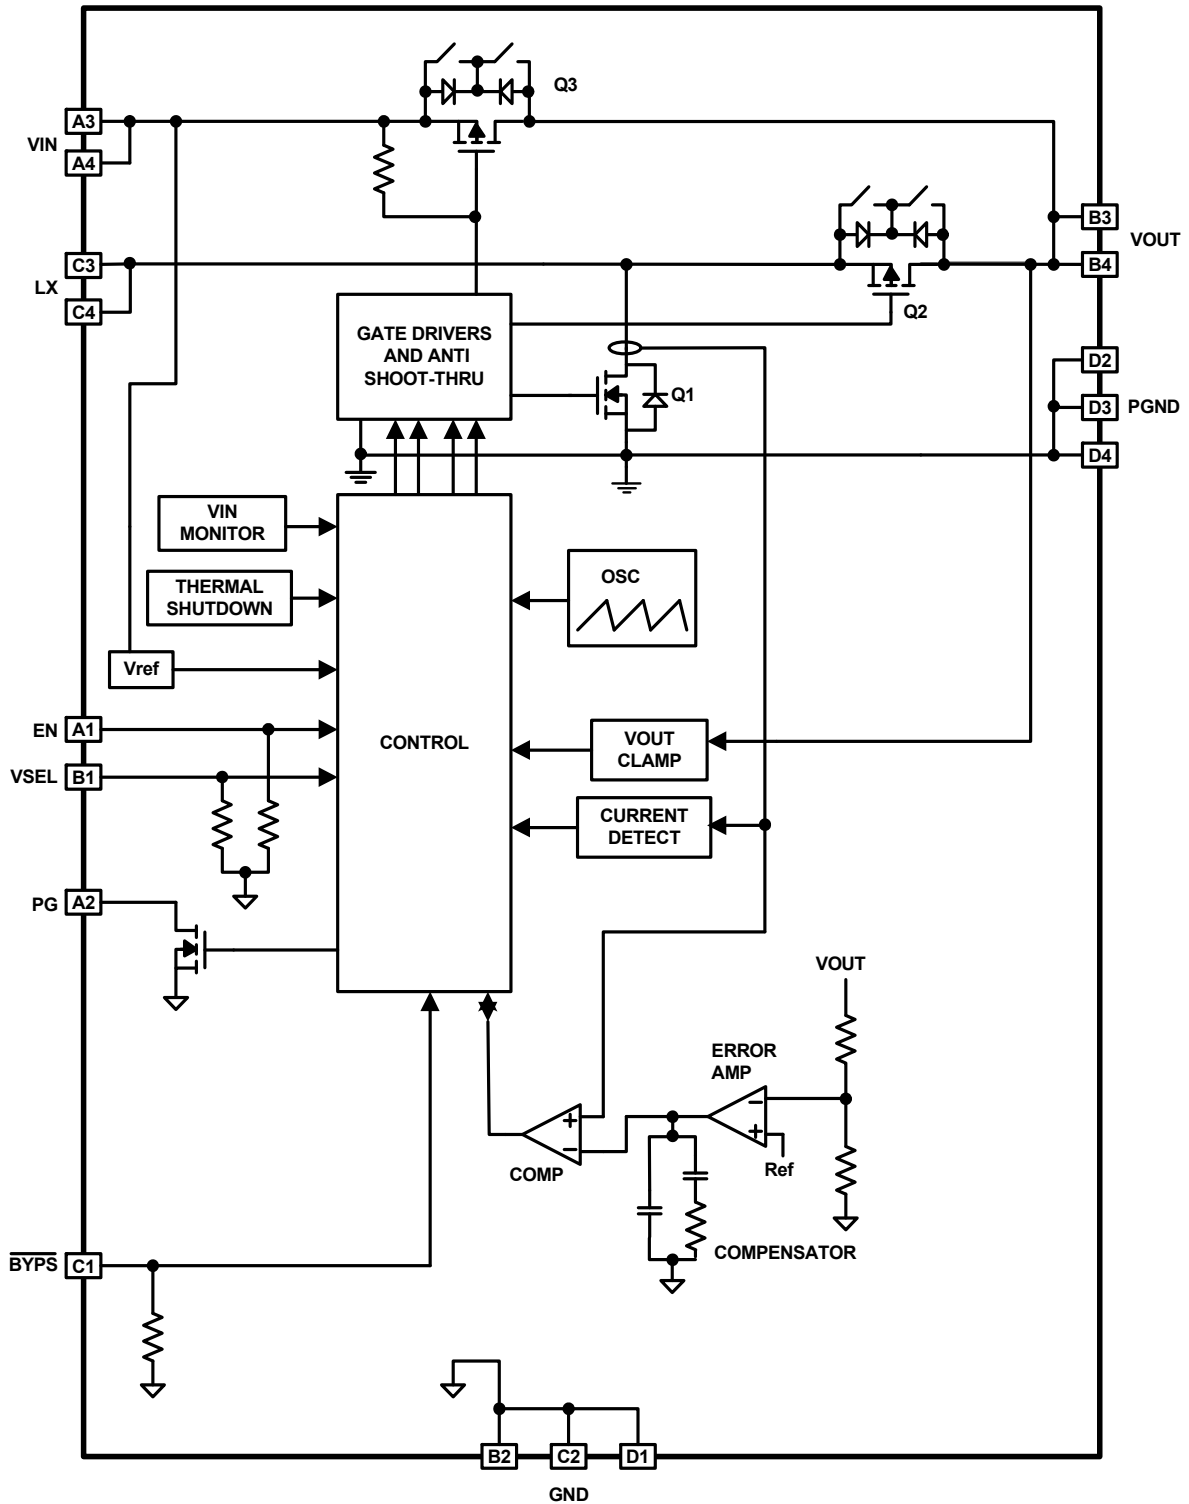 Q3
A3
VIN
A4
B3
VOUT
C3
B4
LX
C4
Q2
GATE DRIVERS
AND ANTI
SHOOT-THRU
D2
Q1
D3
PGND
D4
VIN
MONITOR
OSC
THERMAL
SHUTDOWN
Vref
EN
A1
CONTROL
VOUT
CLAMP
VSEL
B1
CURRENT
DETECT
PG
A2
VOUT
ERROR
AMP
−
+
Ref
+
−
COMP
COMPENSATOR
BYPS
C1
B2
C2
D1
GND